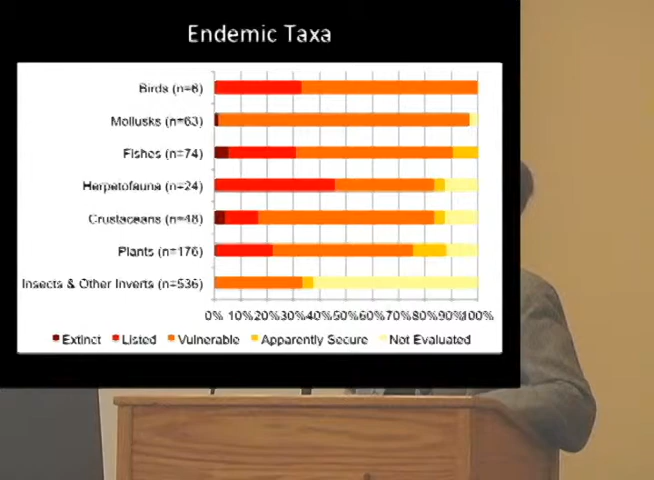 Endemic Taxa
Birds (n=6)
Mollusks (n=63)
Fishes (n=74)
Herpetofauna (n=24)
Crustaceans (n=48)
Plants (n=176)
Insects & Other Inverts (n=536)
0% 10% 20% 30% 40% 50% 60% 70% 80% 90% 100%
Extinct Listed Vulnerable Apparently Secure Not Evaluated